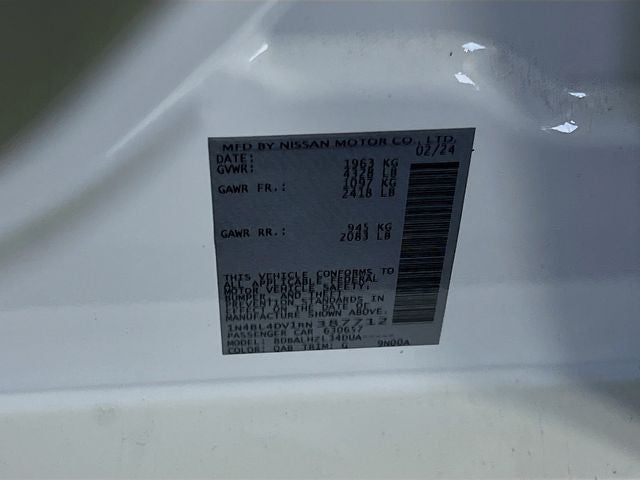 MFD BY NISSAN MOTOR CO., LTD.
DATE: 02/24
GVWR: 1963 KG
4328 LB
GAWR FR.: 1097 KG
2418 LB
GAWR RR.: 945 KG
2083 LB
THIS VEHICLE CONFORMS TO
ALL APPLICABLE FEDERAL
MOTOR VEHICLE SAFETY,
BUMPER AND THEFT
PREVENTION STANDARDS IN
EFFECT ON THE DATE OF
MANUFACTURE SHOWN ABOVE.
1N4BL4DV1RN387712
PASSENGER CAR 630657
MODEL: BDBALHZL34DUA-----
COLOR: QAB TRIM: G 9N00A